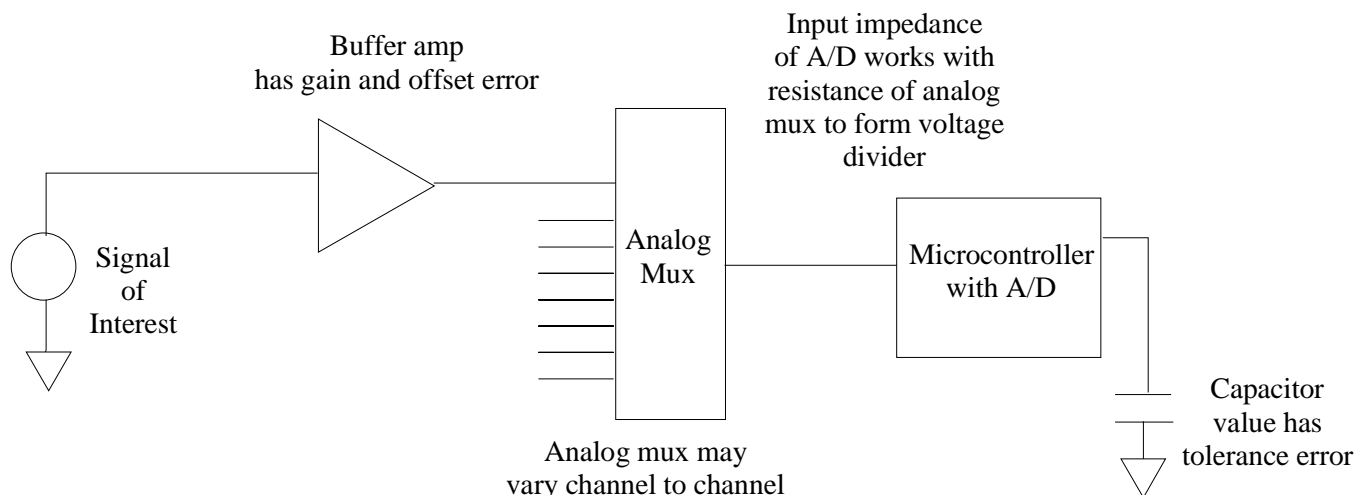 Buffer amp
has gain and offset error
Input impedance
of A/D works with
resistance of analog
mux to form voltage
divider
Signal
of
Interest
Analog
Mux
Microcontroller
with A/D
Capacitor
value has
tolerance error
Analog mux may
vary channel to channel